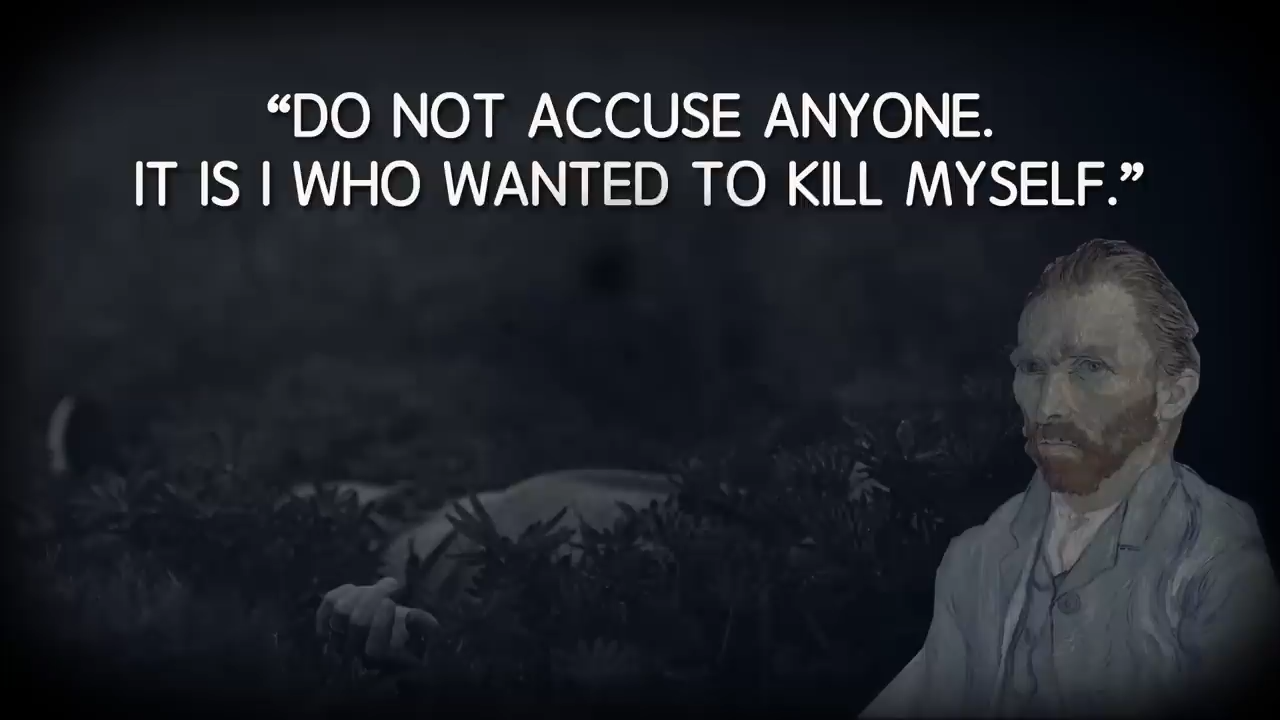 “DO NOT ACCUSE ANYONE.
IT IS I WHO WANTED TO KILL MYSELF.”